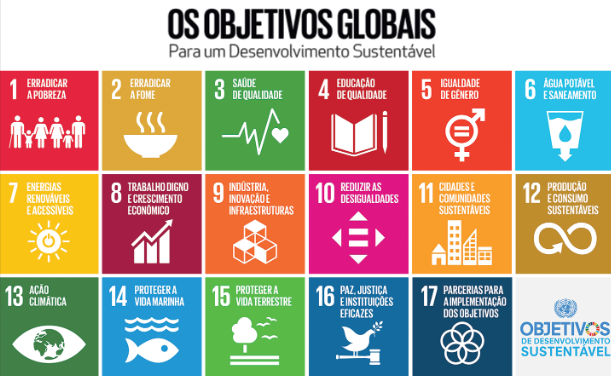 OS OBJETIVOS GLOBAIS
Para um Desenvolvimento Sustentável
1 ERRADICAR
A POBREZA
2 ERRADICAR
A FOME
3 SAÚDE
DE QUALIDADE
4 EDUCAÇÃO
DE QUALIDADE
5 IGUALDADE
DE GÉNERO
6 ÁGUA POTÁVEL
E SANEAMENTO
7 ENERGIAS
RENOVÁVEIS
E ACESSÍVEIS
8 TRABALHO DIGNO
E CRESCIMENTO
ECONÓMICO
9 INDÚSTRIA,
INOVAÇÃO E
INFRAESTRUTURAS
10 REDUZIR AS
DESIGUALDADES
11 CIDADES E
COMUNIDADES
SUSTENTÁVEIS
12 PRODUÇÃO
E CONSUMO
SUSTENTÁVEIS
13 AÇÃO
CLIMÁTICA
14 PROTEGER A
VIDA MARINHA
15 PROTEGER A
VIDA TERRESTRE
16 PAZ, JUSTIÇA
E INSTITUIÇÕES
EFICAZES
17 PARCERIAS PARA
A IMPLEMENTAÇÃO
DOS OBJETIVOS
OBJETIVOS
DE DESENVOLVIMENTO
SUSTENTÁVEL